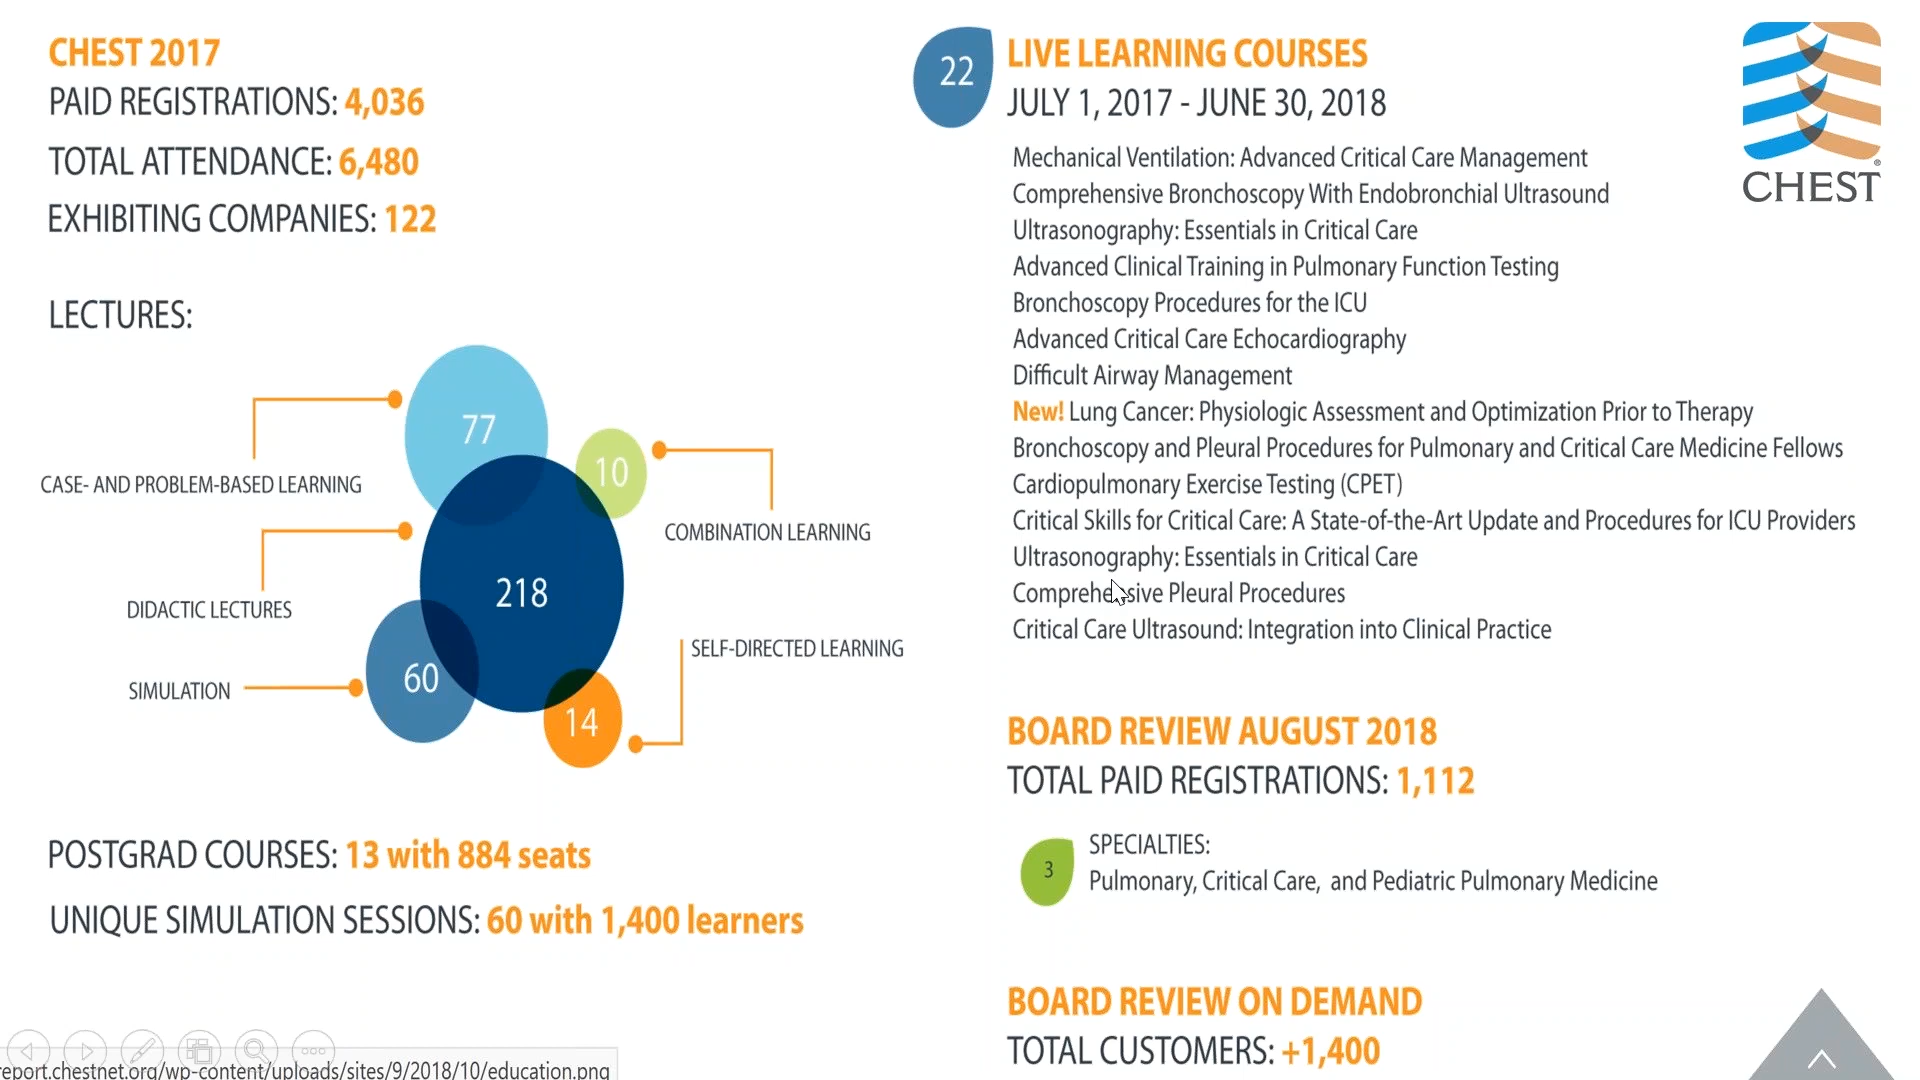 CHEST 2017
PAID REGISTRATIONS: 4,036
TOTAL ATTENDANCE: 6,480
EXHIBITING COMPANIES: 122
LECTURES:
77
10
CASE- AND PROBLEM-BASED LEARNING
COMBINATION LEARNING
218
DIDACTIC LECTURES
SELF-DIRECTED LEARNING
60
SIMULATION
14
POSTGRAD COURSES: 13 with 884 seats
UNIQUE SIMULATION SESSIONS: 60 with 1,400 learners
22
LIVE LEARNING COURSES
JULY 1, 2017 - JUNE 30, 2018
Mechanical Ventilation: Advanced Critical Care Management
Comprehensive Bronchoscopy With Endobronchial Ultrasound
Ultrasonography: Essentials in Critical Care
Advanced Clinical Training in Pulmonary Function Testing
Bronchoscopy Procedures for the ICU
Advanced Critical Care Echocardiography
Difficult Airway Management
New! Lung Cancer: Physiologic Assessment and Optimization Prior to Therapy
Bronchoscopy and Pleural Procedures for Pulmonary and Critical Care Medicine Fellows
Cardiopulmonary Exercise Testing (CPET)
Critical Skills for Critical Care: A State-of-the-Art Update and Procedures for ICU Providers
Ultrasonography: Essentials in Critical Care
Comprehensive Pleural Procedures
Critical Care Ultrasound: Integration into Clinical Practice
BOARD REVIEW AUGUST 2018
TOTAL PAID REGISTRATIONS: 1,112
3
SPECIALTIES:
Pulmonary, Critical Care, and Pediatric Pulmonary Medicine
BOARD REVIEW ON DEMAND
TOTAL CUSTOMERS: +1,400
CHEST®
report.chestnet.org/wp-content/uploads/sites/9/2018/10/education.png